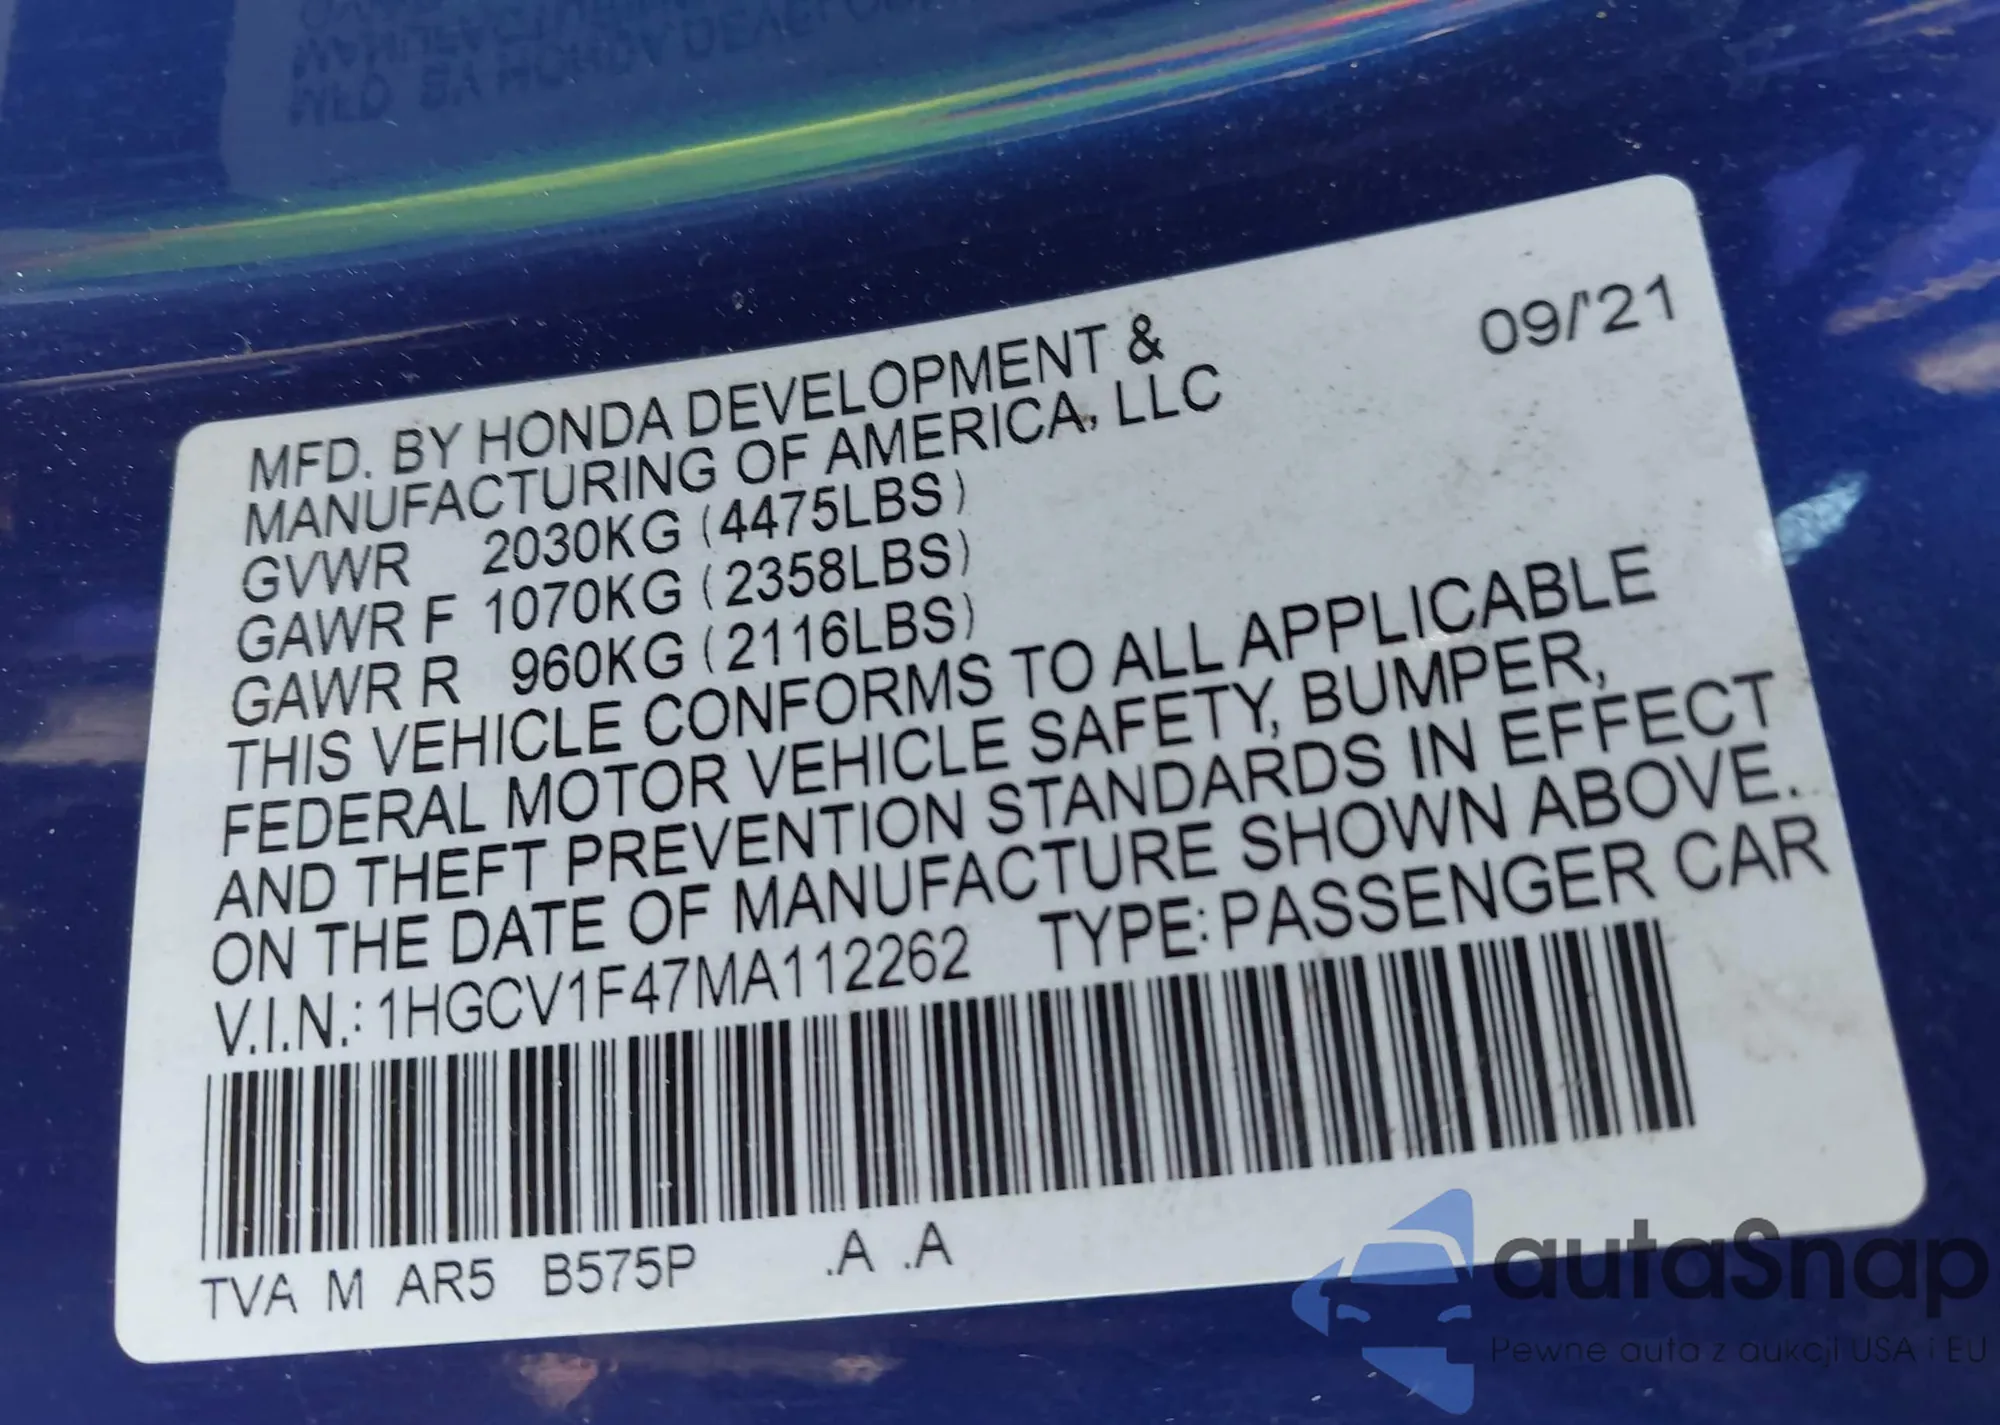 MFD. BY HONDA DEVELOPMENT &
MANUFACTURING OF AMERICA, LLC
09/'21
GVWR 2030KG (4475LBS)
GAWR F 1070KG (2358LBS)
GAWR R 960KG (2116LBS)
THIS VEHICLE CONFORMS TO ALL APPLICABLE
FEDERAL MOTOR VEHICLE SAFETY, BUMPER,
AND THEFT PREVENTION STANDARDS IN EFFECT
ON THE DATE OF MANUFACTURE SHOWN ABOVE.
V.I.N.: 1HGCV1F47MA112262 TYPE: PASSENGER CAR
TVA M AR5 B575P .A .A
autaSnap
Pewne auta z aukcji USA i EU